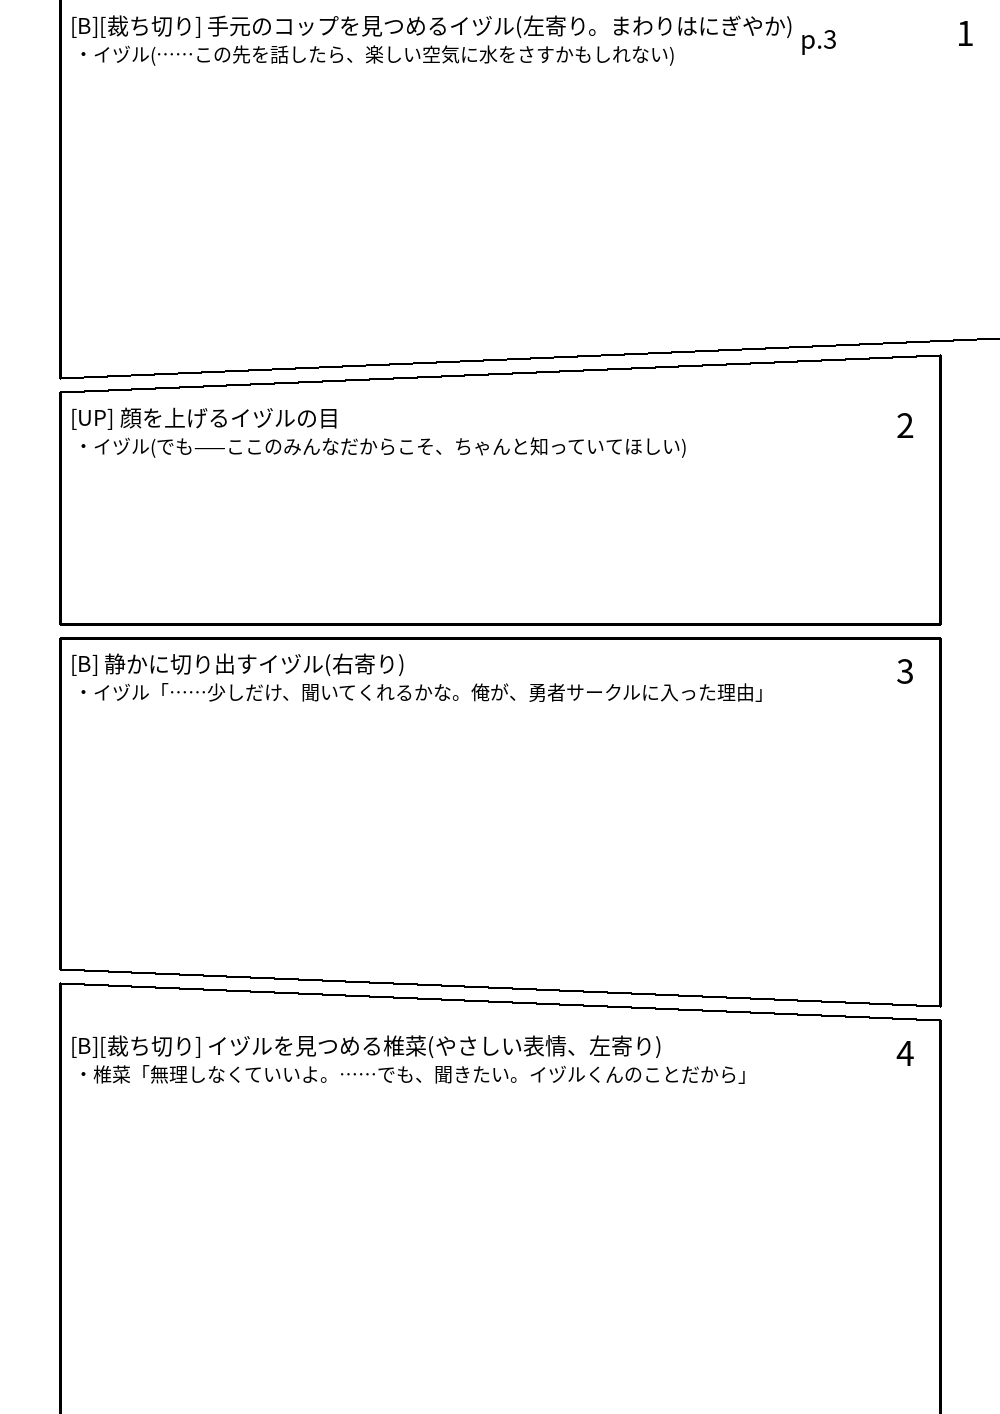 [B][裁ち切り] 手元のコップを見つめるイヅル(左寄り。まわりはにぎやか)
p.3
1
・イヅル(……この先を話したら、楽しい空気に水をさすかもしれない)
[UP] 顔を上げるイヅルの目
2
・イヅル(でも――ここのみんなだからこそ、ちゃんと知っていてほしい)
[B] 静かに切り出すイヅル(右寄り)
3
・イヅル「……少しだけ、聞いてくれるかな。俺が、勇者サークルに入った理由」
[B][裁ち切り] イヅルを見つめる椎菜(やさしい表情、左寄り)
4
・椎菜「無理しなくていいよ。……でも、聞きたい。イヅルくんのことだから」